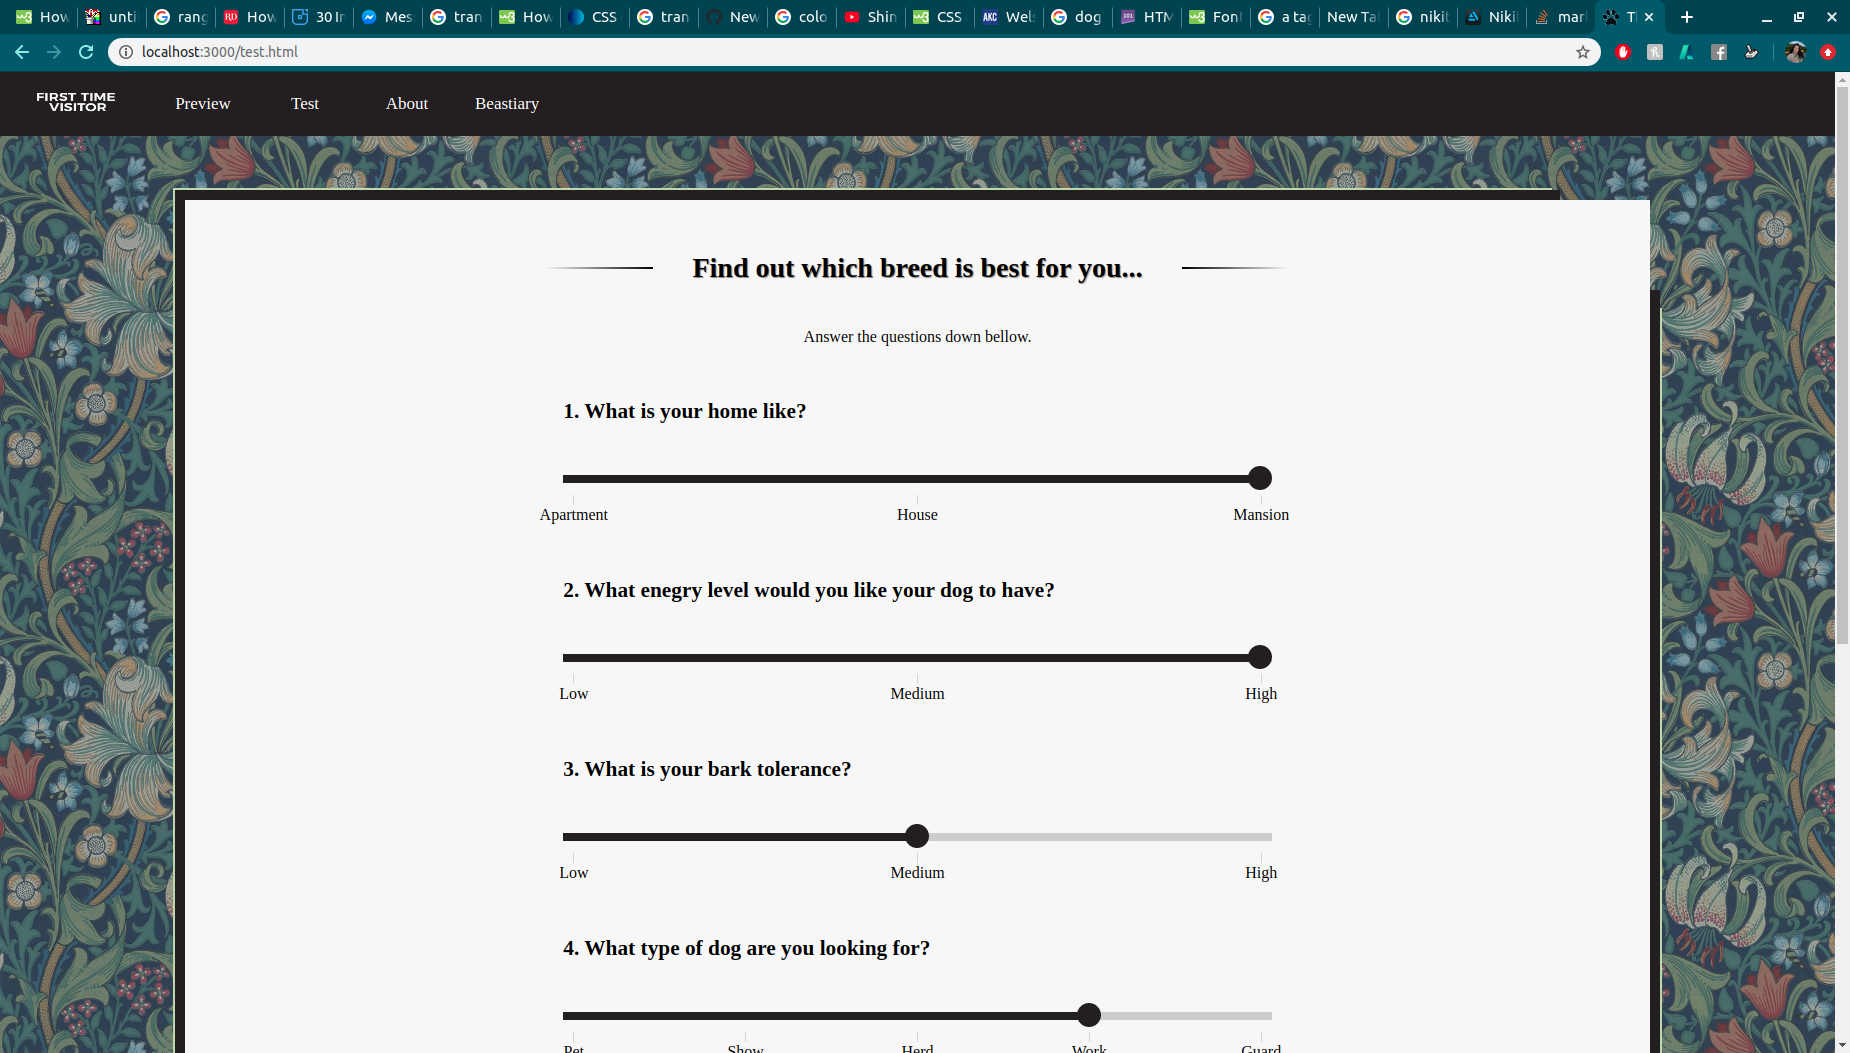 How
unti
rang
How
30 In
Mes
tran
How
CSS
tran
New
colo
Shin
CSS
Wels
dog
HTM
Font
a tag
New Tab
nikit
Nikit
mar
localhost:3000/test.html
FIRST TIME
VISITOR
Preview Test About Beastiary
Find out which breed is best for you...
Answer the questions down bellow.
1. What is your home like?
Apartment House Mansion
2. What enegry level would you like your dog to have?
Low Medium High
3. What is your bark tolerance?
Low Medium High
4. What type of dog are you looking for?
Pet Show Herd Work Guard